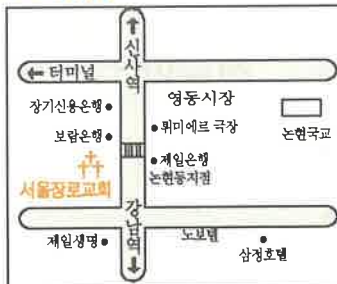 ↑
신사역
← 터미널
장기신용은행
영동시장
보람은행
뤼미에르 극장
논현국교
제일은행
논현동지점
서울장로교회
강남역
제일생명
노보텔
삼정호텔
↓